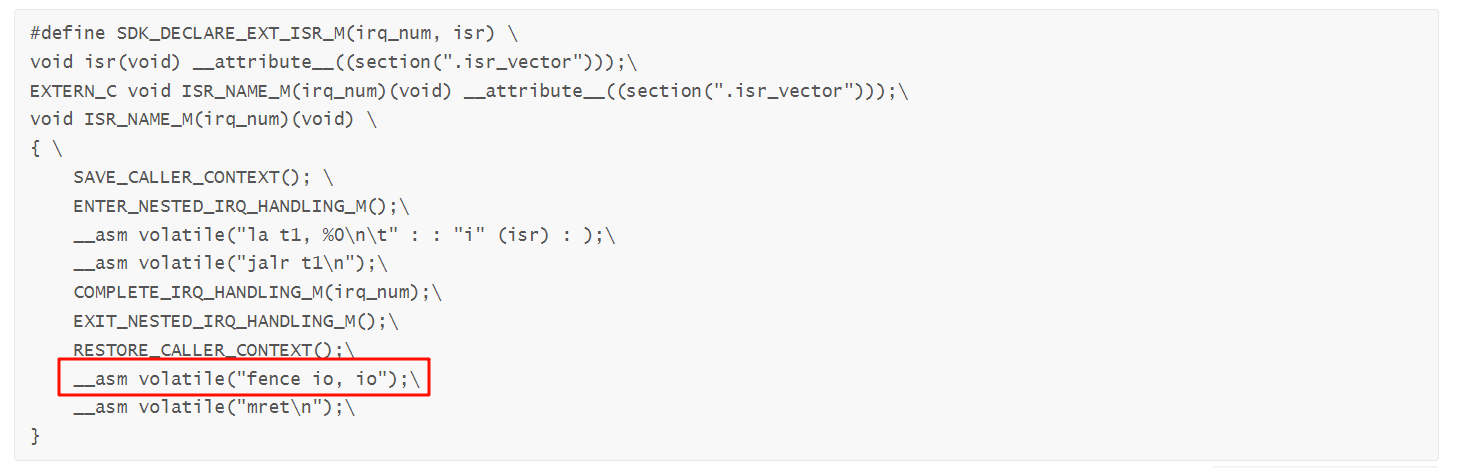 #define SDK_DECLARE_EXT_ISR_M(irq_num, isr) \
void isr(void) __attribute__((section(".isr_vector")));\
EXTERN_C void ISR_NAME_M(irq_num)(void) __attribute__((section(".isr_vector")));\
void ISR_NAME_M(irq_num)(void) \
{ \
    SAVE_CALLER_CONTEXT(); \
    ENTER_NESTED_IRQ_HANDLING_M();\
    __asm volatile("la t1, %0\n\t" : : "i" (isr) : );\
    __asm volatile("jalr t1\n");\
    COMPLETE_IRQ_HANDLING_M(irq_num);\
    EXIT_NESTED_IRQ_HANDLING_M();\
    RESTORE_CALLER_CONTEXT();\
    __asm volatile("fence io, io");\
    __asm volatile("mret\n");\
}